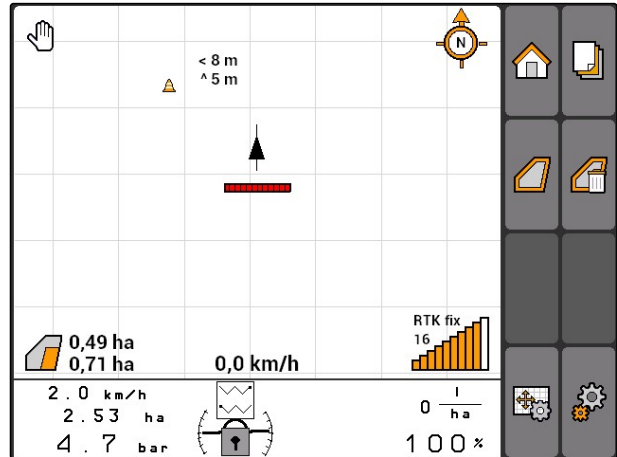 N
< 8 m
^ 5 m
RTK fix
16
0,49 ha
0,71 ha
0,0 km/h
2.0 km/h
2.53 ha
4.7 bar
0 l/ha
100%